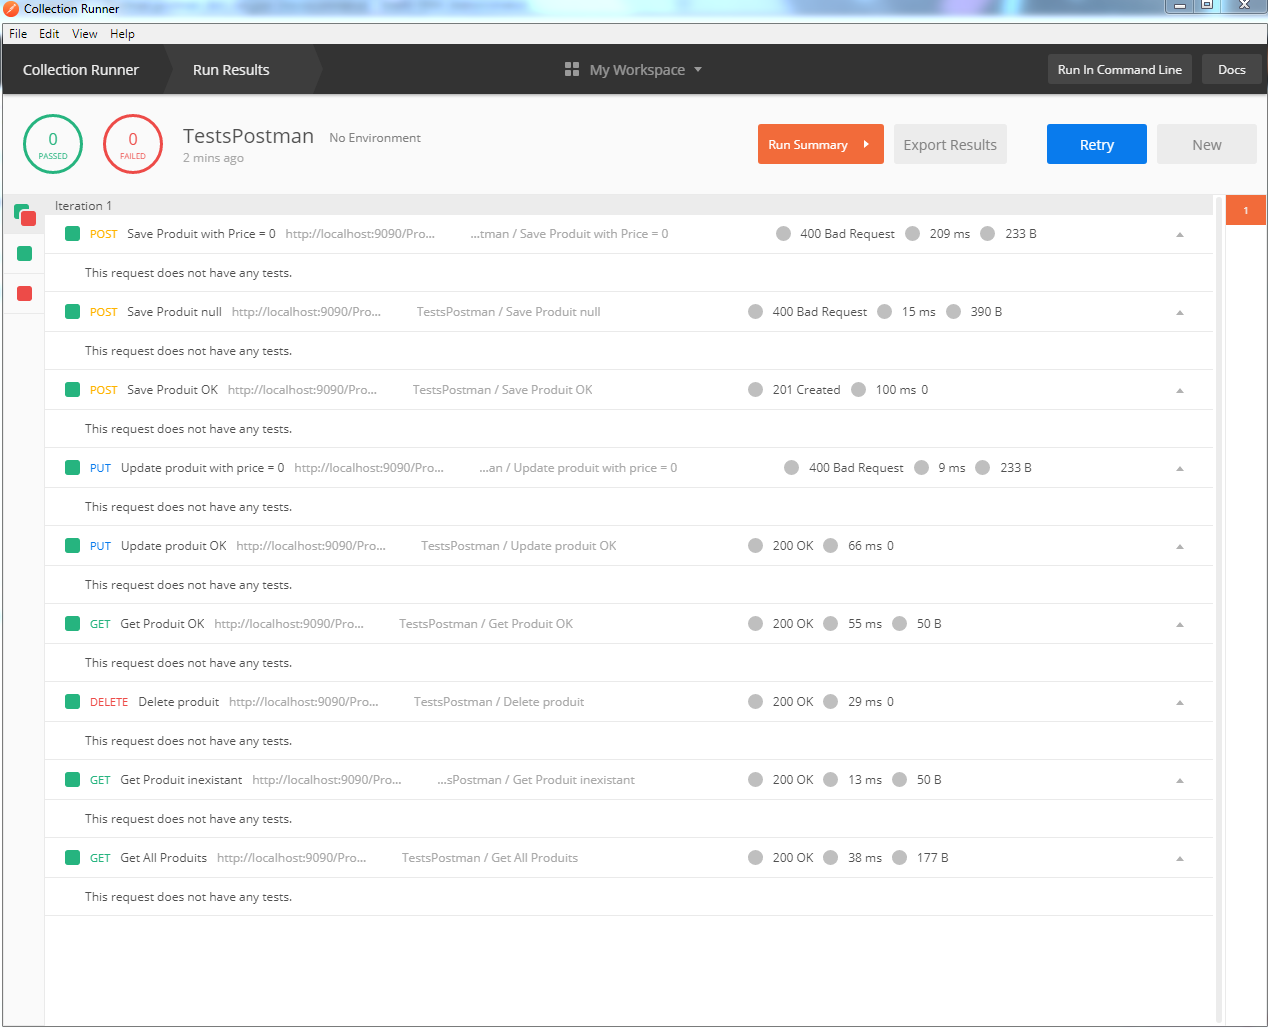 Collection Runner
File Edit View Help
Collection Runner Run Results My Workspace Run In Command Line Docs
0 PASSED 0 FAILED TestsPostman No Environment Run Summary Export Results Retry New
2 mins ago
Iteration 1 1
POST Save Produit with Price = 0 http://localhost:9090/Pro... ...tman / Save Produit with Price = 0 400 Bad Request 209 ms 233 B
This request does not have any tests.
POST Save Produit null http://localhost:9090/Pro... TestsPostman / Save Produit null 400 Bad Request 15 ms 390 B
This request does not have any tests.
POST Save Produit OK http://localhost:9090/Pro... TestsPostman / Save Produit OK 201 Created 100 ms 0
This request does not have any tests.
PUT Update produit with price = 0 http://localhost:9090/Pro... ...an / Update produit with price = 0 400 Bad Request 9 ms 233 B
This request does not have any tests.
PUT Update produit OK http://localhost:9090/Pro... TestsPostman / Update produit OK 200 OK 66 ms 0
This request does not have any tests.
GET Get Produit OK http://localhost:9090/Pro... TestsPostman / Get Produit OK 200 OK 55 ms 50 B
This request does not have any tests.
DELETE Delete produit http://localhost:9090/Pro... TestsPostman / Delete produit 200 OK 29 ms 0
This request does not have any tests.
GET Get Produit inexistant http://localhost:9090/Pro... ...sPostman / Get Produit inexistant 200 OK 13 ms 50 B
This request does not have any tests.
GET Get All Produits http://localhost:9090/Pro... TestsPostman / Get All Produits 200 OK 38 ms 177 B
This request does not have any tests.